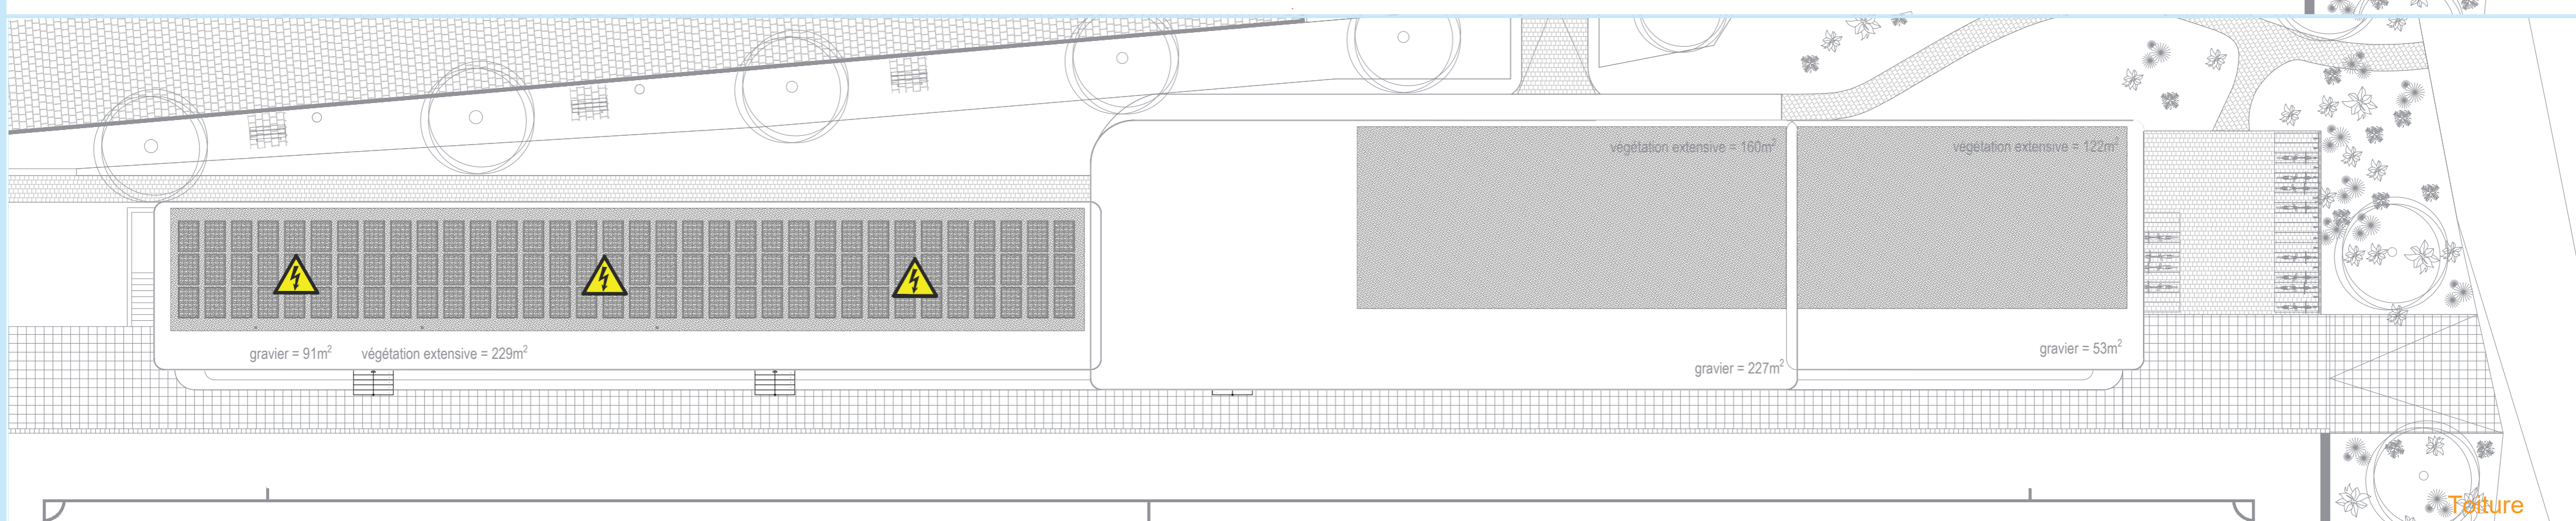 végétation extensive = 160m²
végétation extensive = 122m²
gravier = 91m²
végétation extensive = 229m²
gravier = 227m²
gravier = 53m²
Toiture